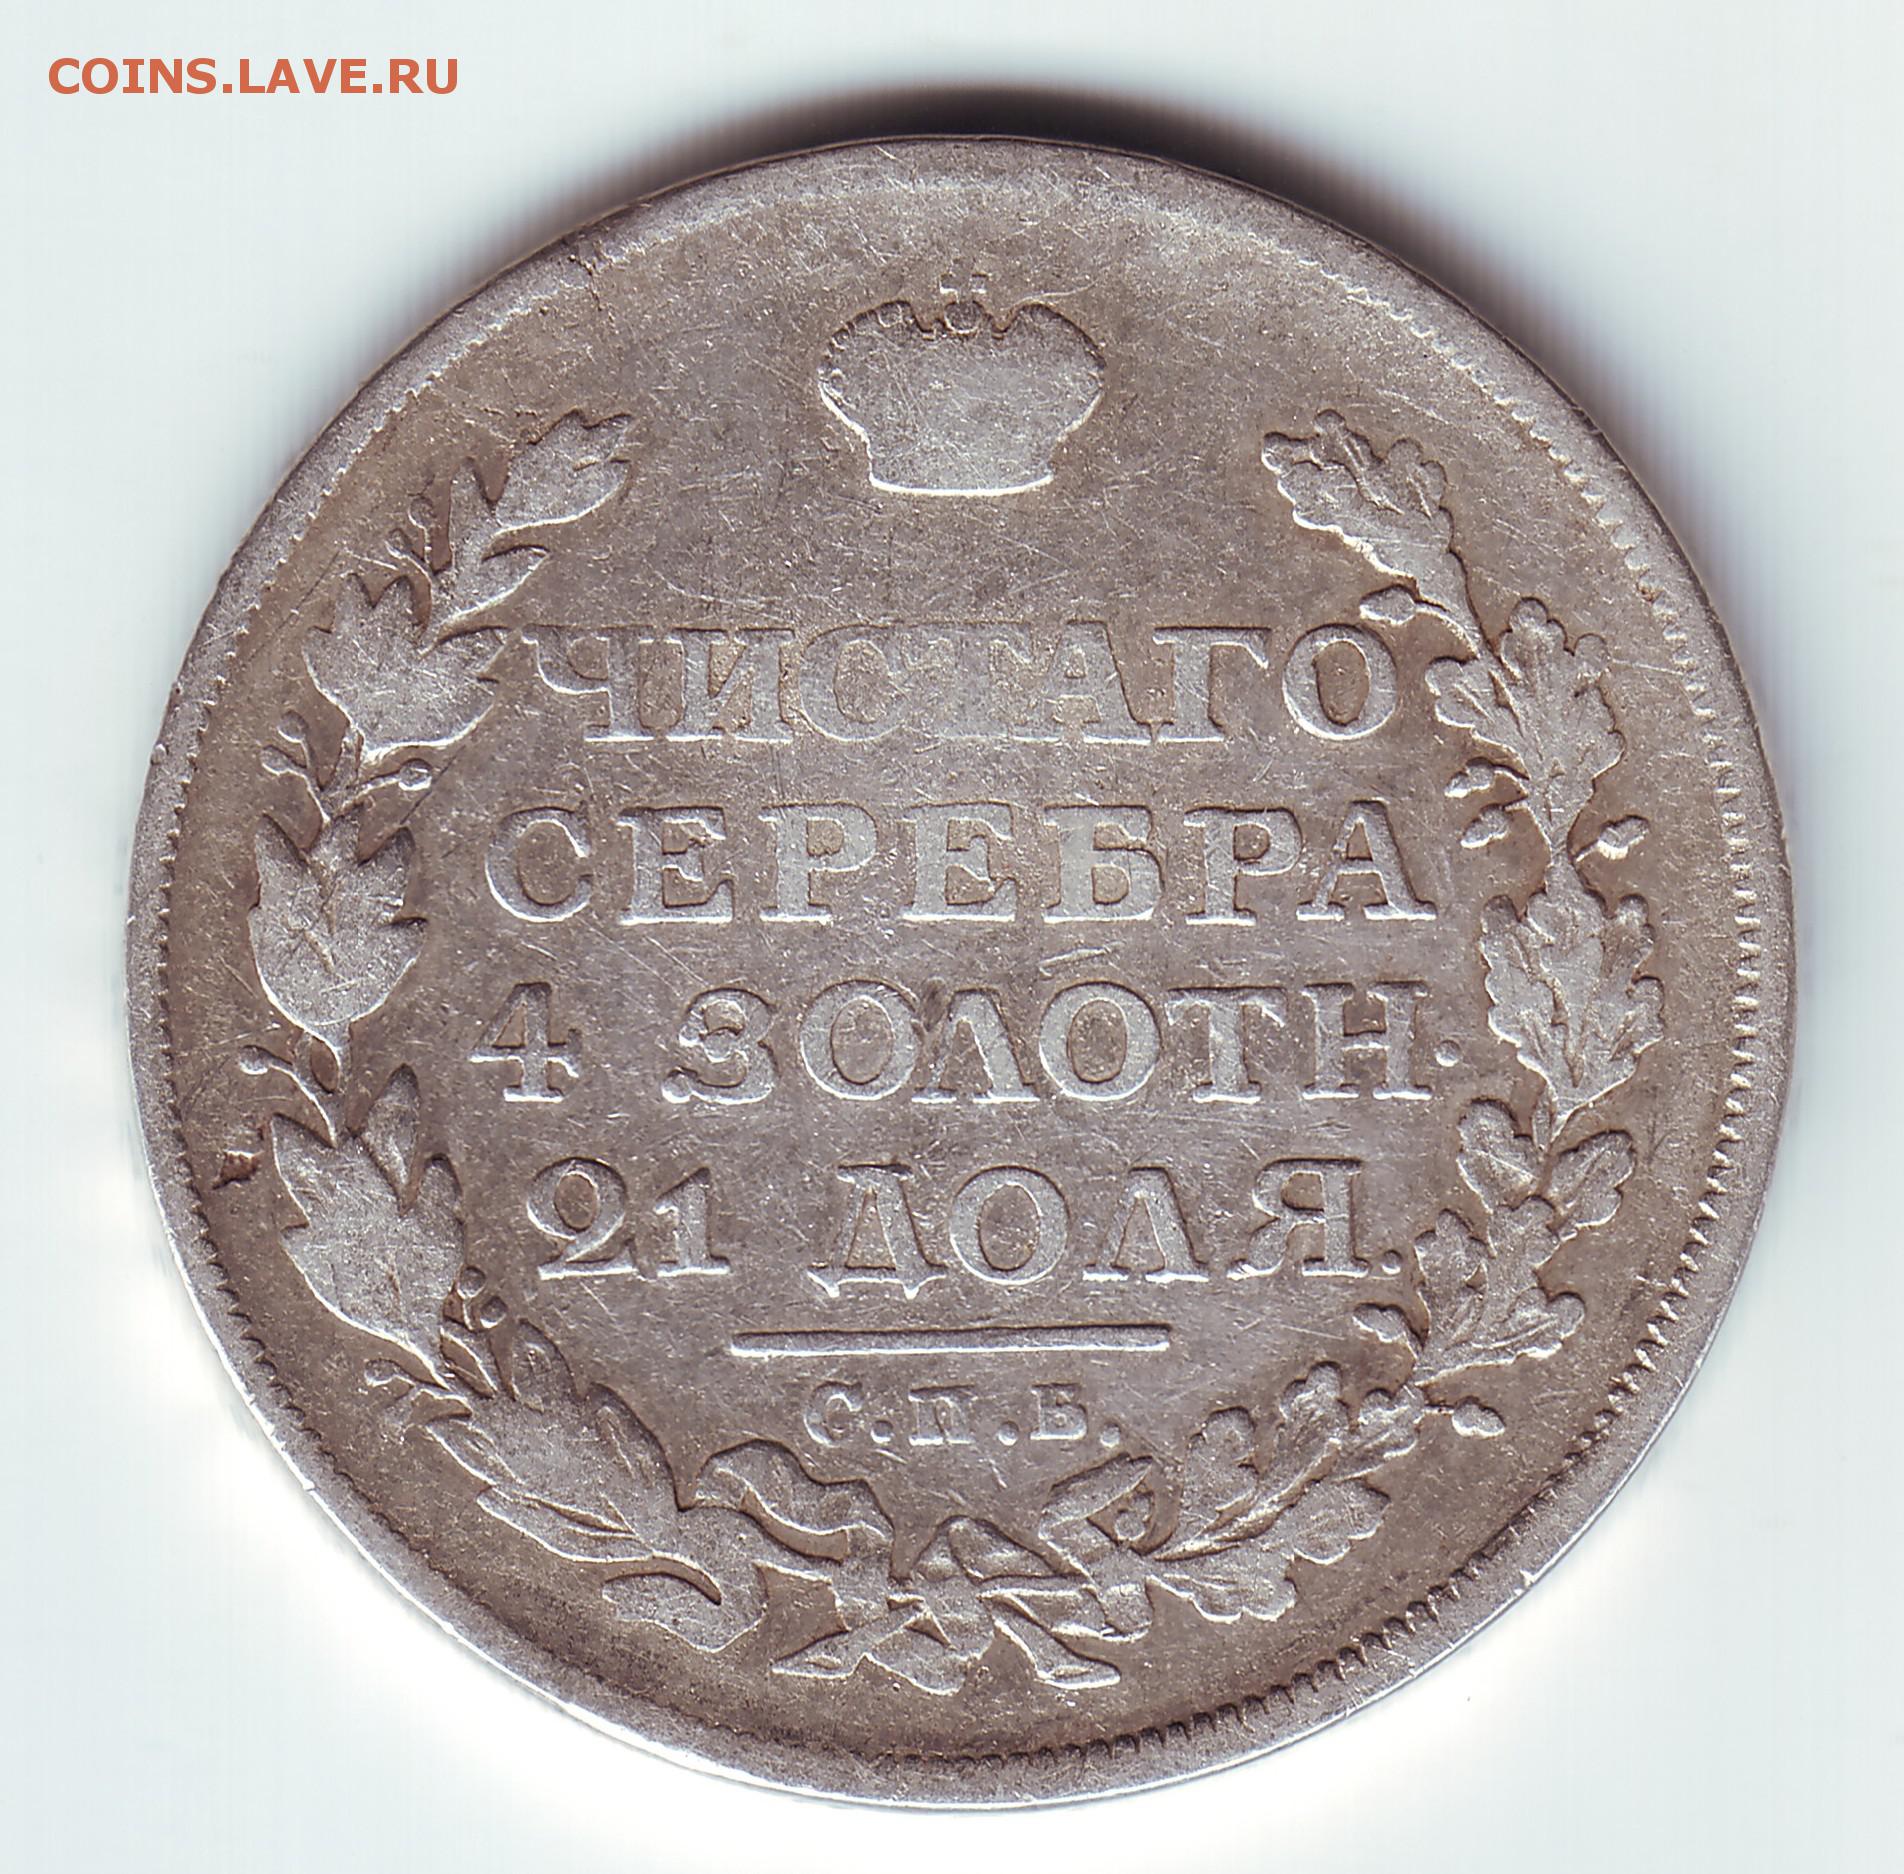 COINS.LAVE.RU
ЧИСТАГО
СЕРЕБРА
4 ЗОЛОТН.
21 ДОЛЯ.
С.П.Б.